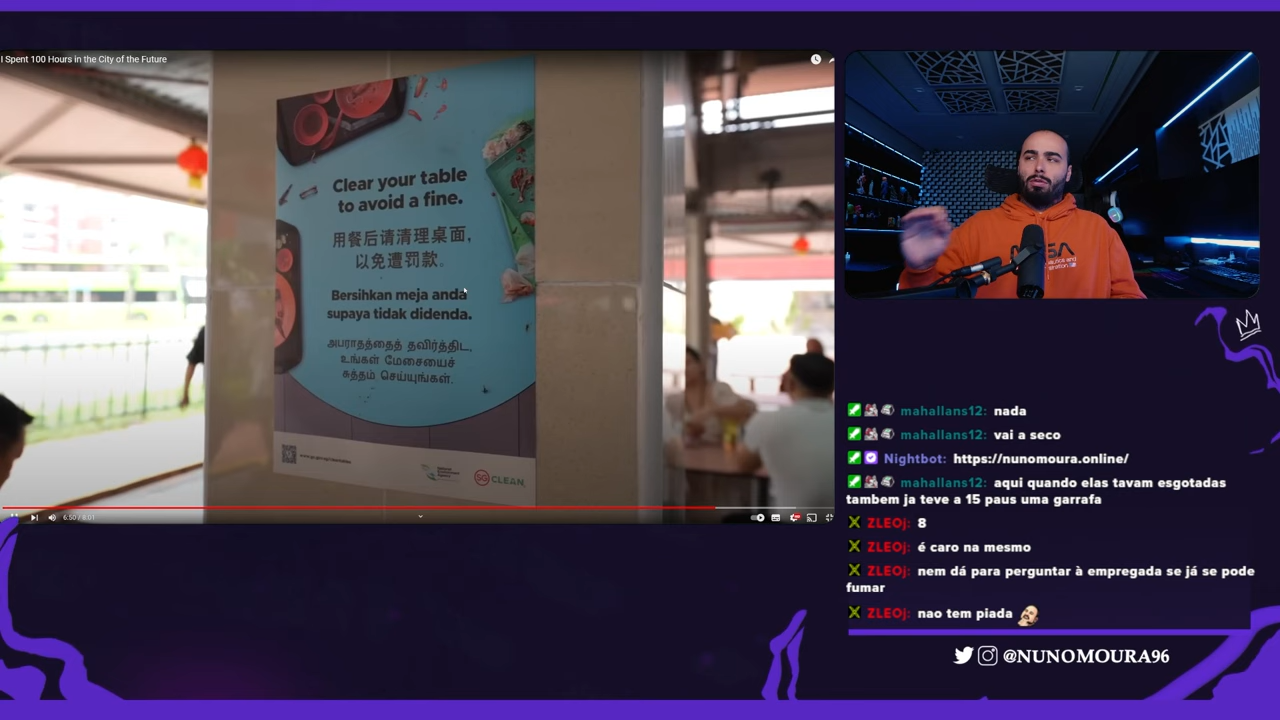 I Spent 100 Hours in the City of the Future
Clear your table
to avoid a fine.
用餐后请清理桌面，
以免遭罚款。
Bersihkan meja anda
supaya tidak didenda.
அபராதத்தைத் தவிர்த்திட,
உங்கள் மேசையைச்
சுத்தம் செய்யுங்கள்.
SG CLEAN
6:50 / 8:01
mahallans12: nada
mahallans12: vai a seco
Nightbot: https://nunomoura.online/
mahallans12: aqui quando elas tavam esgotadas
tambem ja teve a 15 paus uma garrafa
ZLEOj: 8
ZLEOj: é caro na mesmo
ZLEOj: nem dá para perguntar à empregada se já se pode
fumar
ZLEOj: nao tem piada
@NUNOMOURA96